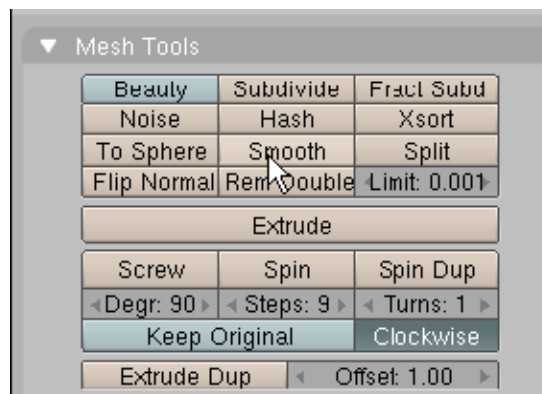 Mesh Tools
Beauty Subdivide Fract Subd
Noise Hash Xsort
To Sphere Smooth Split
Flip Normal Rem Double Limit: 0.001
Extrude
Screw Spin Spin Dup
Degr: 90 Steps: 9 Turns: 1
Keep Original Clockwise
Extrude Dup Offset: 1.00